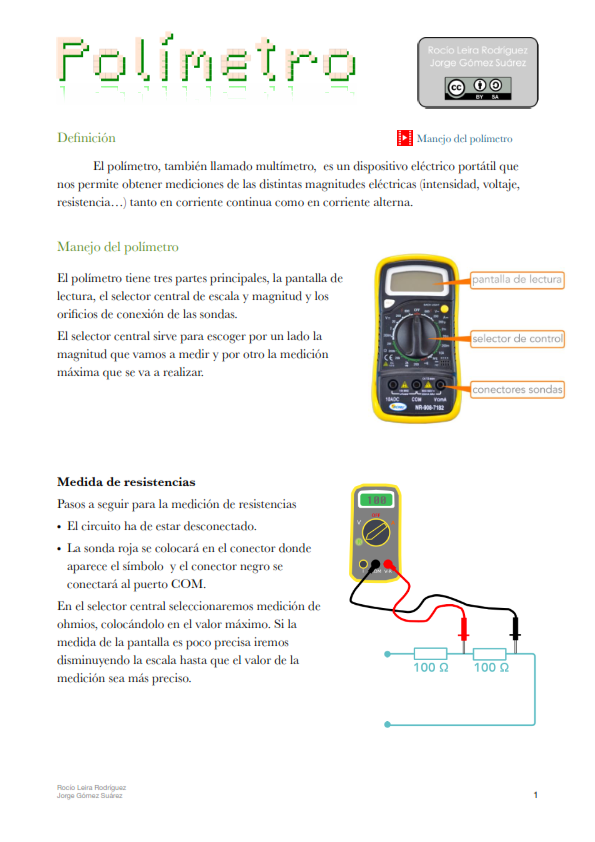 Polímetro
Rocío Leira Rodríguez
Jorge Gómez Suárez
cc
BY SA
Definición
Manejo del polímetro
El polímetro, también llamado multímetro, es un dispositivo eléctrico portátil que
nos permite obtener mediciones de las distintas magnitudes eléctricas (intensidad, voltaje,
resistencia…) tanto en corriente continua como en corriente alterna.
Manejo del polímetro
El polímetro tiene tres partes principales, la pantalla de
lectura, el selector central de escala y magnitud y los
orificios de conexión de las sondas.
El selector central sirve para escoger por un lado la
magnitud que vamos a medir y por otro la medición
máxima que se va a realizar.
pantalla de lectura
selector de control
conectores sondas
10ADC COM VΩmA
NR-908-7102
Medida de resistencias
Pasos a seguir para la medición de resistencias
• El circuito ha de estar desconectado.
• La sonda roja se colocará en el conector donde
aparece el símbolo y el conector negro se
conectará al puerto COM.
En el selector central seleccionaremos medición de
ohmios, colocándolo en el valor máximo. Si la
medida de la pantalla es poco precisa iremos
disminuyendo la escala hasta que el valor de la
medición sea más preciso.
100
V
100 Ω
100 Ω
Rocío Leira Rodríguez
Jorge Gómez Suárez
1